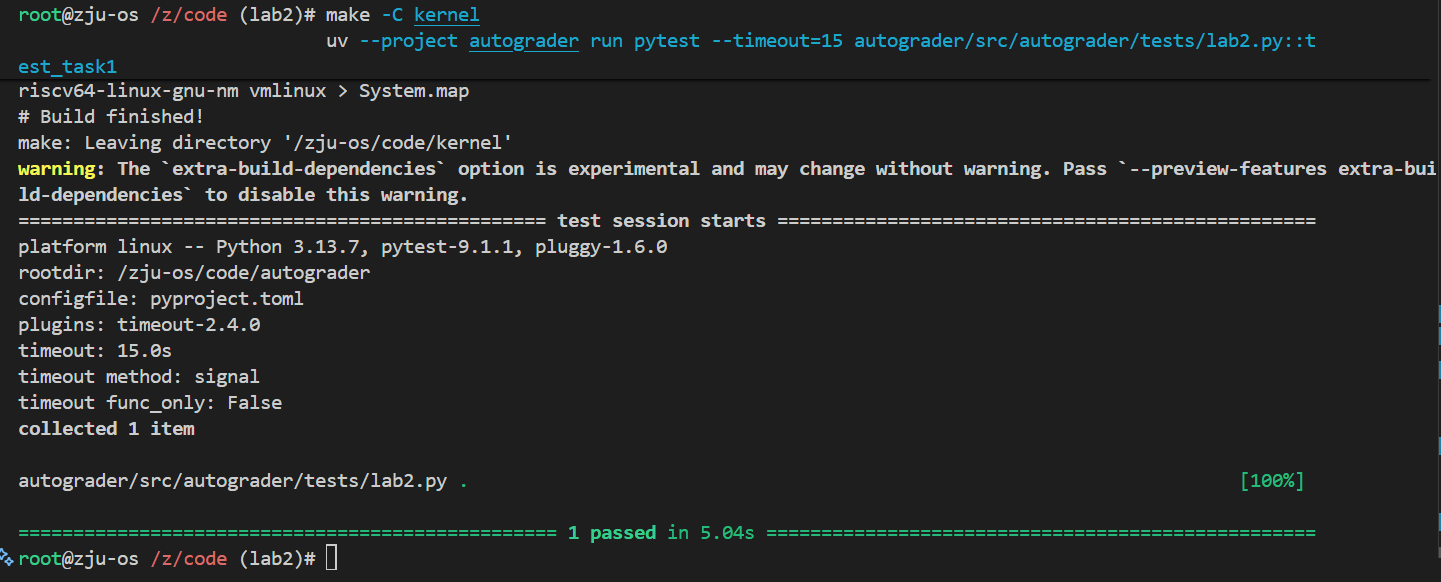 root@zju-os /z/code (lab2)# make -C kernel
uv --project autograder run pytest --timeout=15 autograder/src/autograder/tests/lab2.py::t
est_task1
riscv64-linux-gnu-nm vmlinux > System.map
# Build finished!
make: Leaving directory '/zju-os/code/kernel'
warning: The `extra-build-dependencies` option is experimental and may change without warning. Pass `--preview-features extra-bui
ld-dependencies` to disable this warning.
================================================ test session starts =================================================
platform linux -- Python 3.13.7, pytest-9.1.1, pluggy-1.6.0
rootdir: /zju-os/code/autograder
configfile: pyproject.toml
plugins: timeout-2.4.0
timeout: 15.0s
timeout method: signal
timeout func_only: False
collected 1 item
autograder/src/autograder/tests/lab2.py . [100%]
================================================= 1 passed in 5.04s ==================================================
root@zju-os /z/code (lab2)#